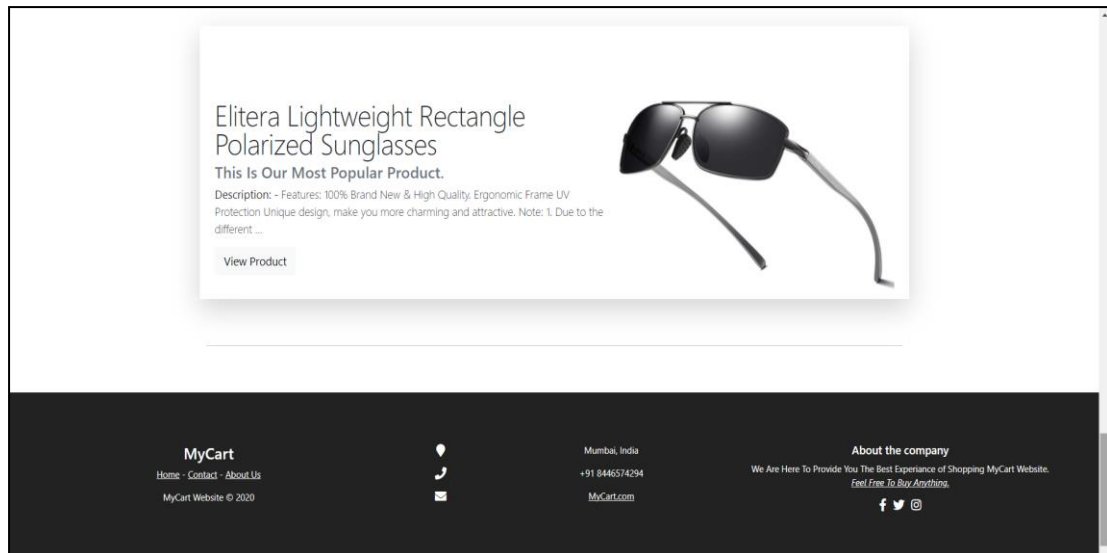 Elitera Lightweight Rectangle
Polarized Sunglasses
This Is Our Most Popular Product.
Description: - Features: 100% Brand New & High Quality. Ergonomic Frame UV
Protection Unique design, make you more charming and attractive. Note: 1. Due to the
different ...
View Product
MyCart
Home - Contact - About Us
MyCart Website © 2020
Mumbai, India
+91 8446574294
MyCart.com
About the company
We Are Here To Provide You The Best Experiance of Shopping MyCart Website.
Feel Free To Buy Anything.